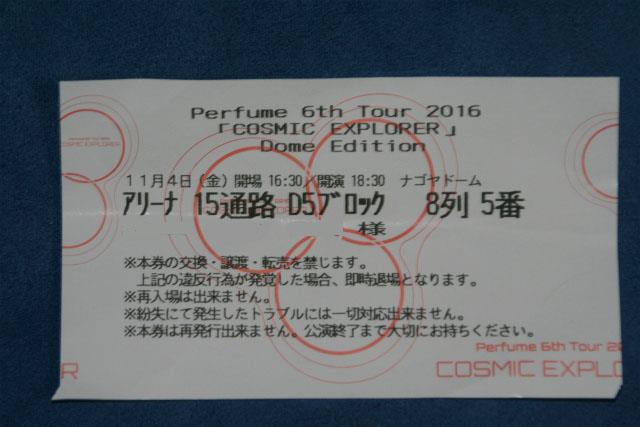 Perfume 6th Tour 2016
「COSMIC EXPLORER」
Dome Edition
11月4日(金)開場 16:30/開演 18:30 ナゴヤドーム
アリーナ 15通路 D5ブロック 8列 5番
様
※本券の交換・譲渡・転売を禁じます。
上記の違反行為が発覚した場合、即時退場となります。
※再入場は出来ません。
※紛失にて発生したトラブルには一切対応出来ません。
※本券は再発行出来ません。公演終了まで大切にお持ちください。
Perfume 6th Tour 20
COSMIC EXPLO
R
COSMIC EXPLORER